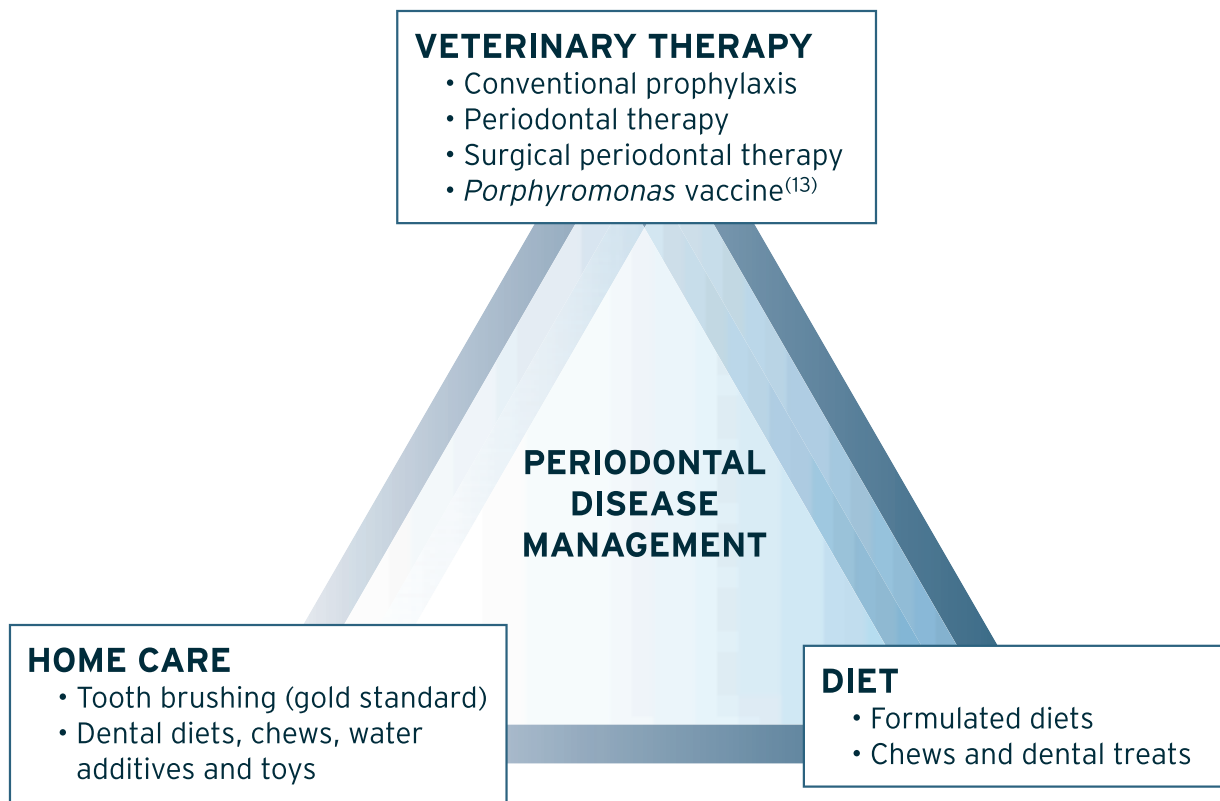 VETERINARY THERAPY
• Conventional prophylaxis
• Periodontal therapy
• Surgical periodontal therapy
• Porphyromonas vaccine(13)
PERIODONTAL
DISEASE
MANAGEMENT
HOME CARE
• Tooth brushing (gold standard)
• Dental diets, chews, water
additives and toys
DIET
• Formulated diets
• Chews and dental treats